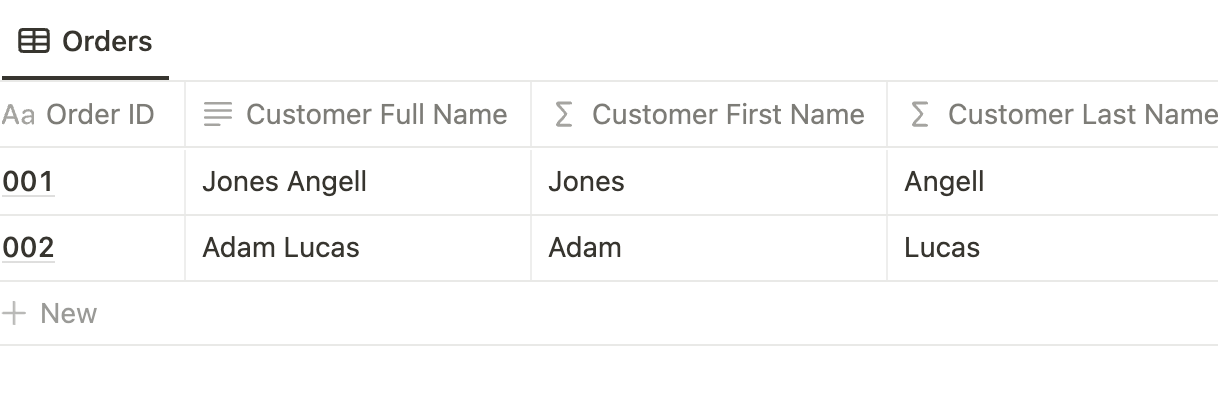 Orders
Aa Order ID Customer Full Name Σ Customer First Name Σ Customer Last Name
001 Jones Angell Jones Angell
002 Adam Lucas Adam Lucas
+ New